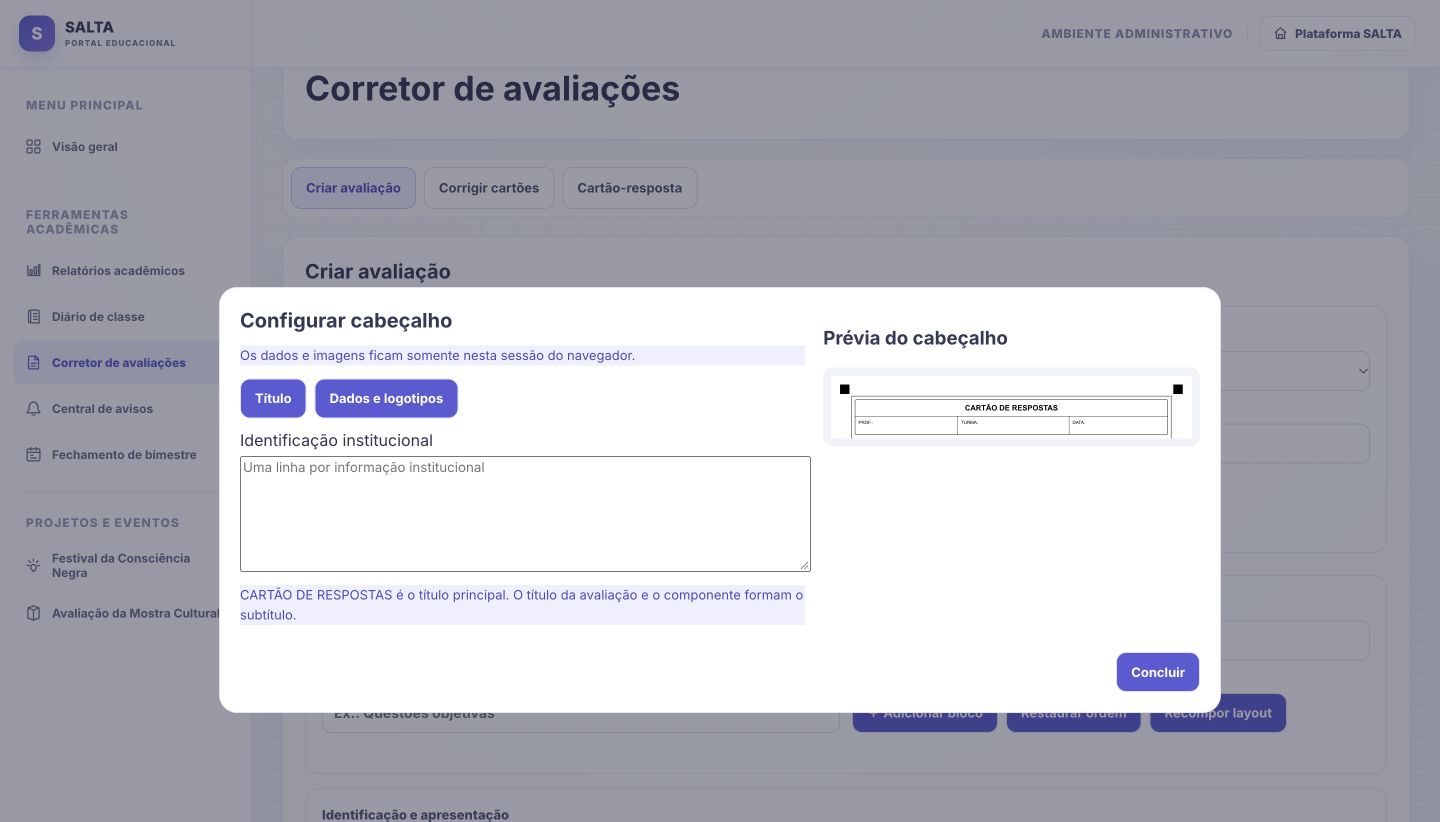 S
SALTA
PORTAL EDUCACIONAL
AMBIENTE ADMINISTRATIVO
Plataforma SALTA
MENU PRINCIPAL
Visão geral
FERRAMENTAS
ACADÊMICAS
Relatórios acadêmicos
Diário de classe
Corretor de avaliações
Central de avisos
Fechamento de bimestre
PROJETOS E EVENTOS
Festival da Consciência
Negra
Avaliação da Mostra Cultural
Corretor de avaliações
Criar avaliação
Corrigir cartões
Cartão-resposta
Criar avaliação
Configurar cabeçalho
Os dados e imagens ficam somente nesta sessão do navegador.
Título
Dados e logotipos
Identificação institucional
Uma linha por informação institucional
CARTÃO DE RESPOSTAS é o título principal. O título da avaliação e o componente formam o
subtítulo.
Prévia do cabeçalho
CARTÃO DE RESPOSTAS
PROF.:
TURMA:
DATA:
Concluir
Ex.: Questões objetivas
+ Adicionar bloco
Restaurar ordem
Recompor layout
Identificação e apresentação